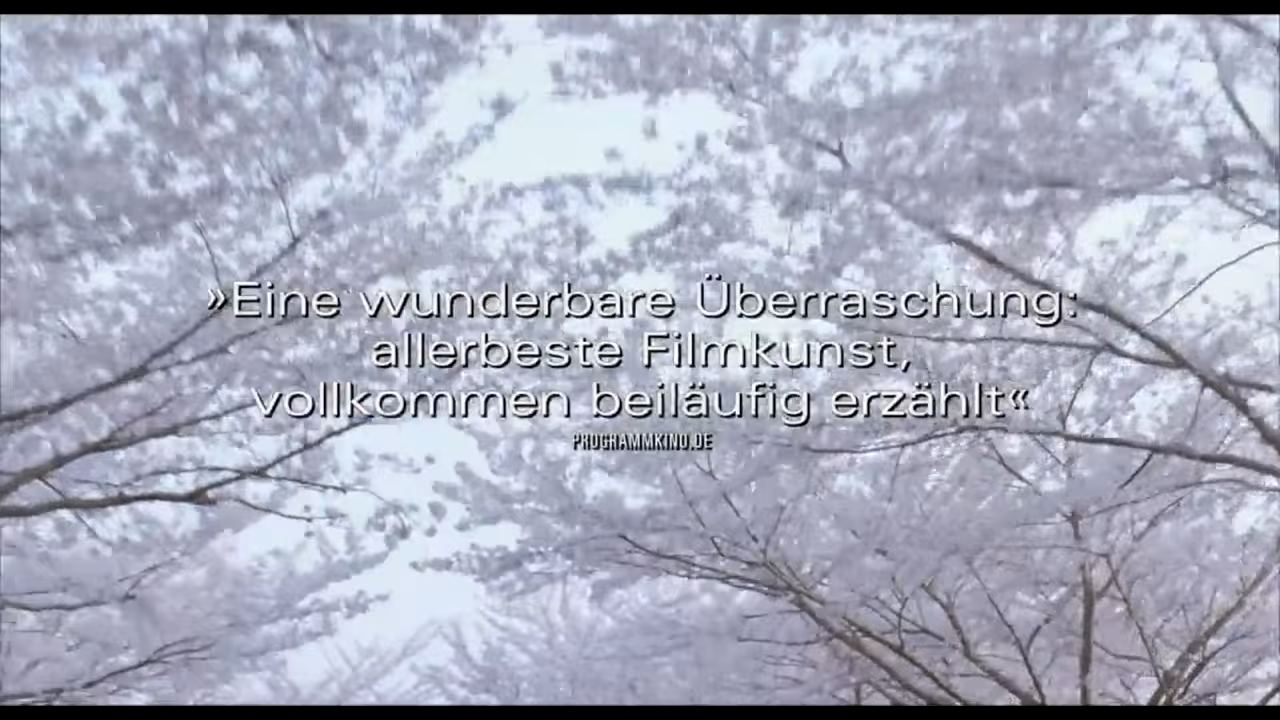 »Eine wunderbare Überraschung:
allerbeste Filmkunst,
vollkommen beiläufig erzählt«
PROGRAMMKINO.DE